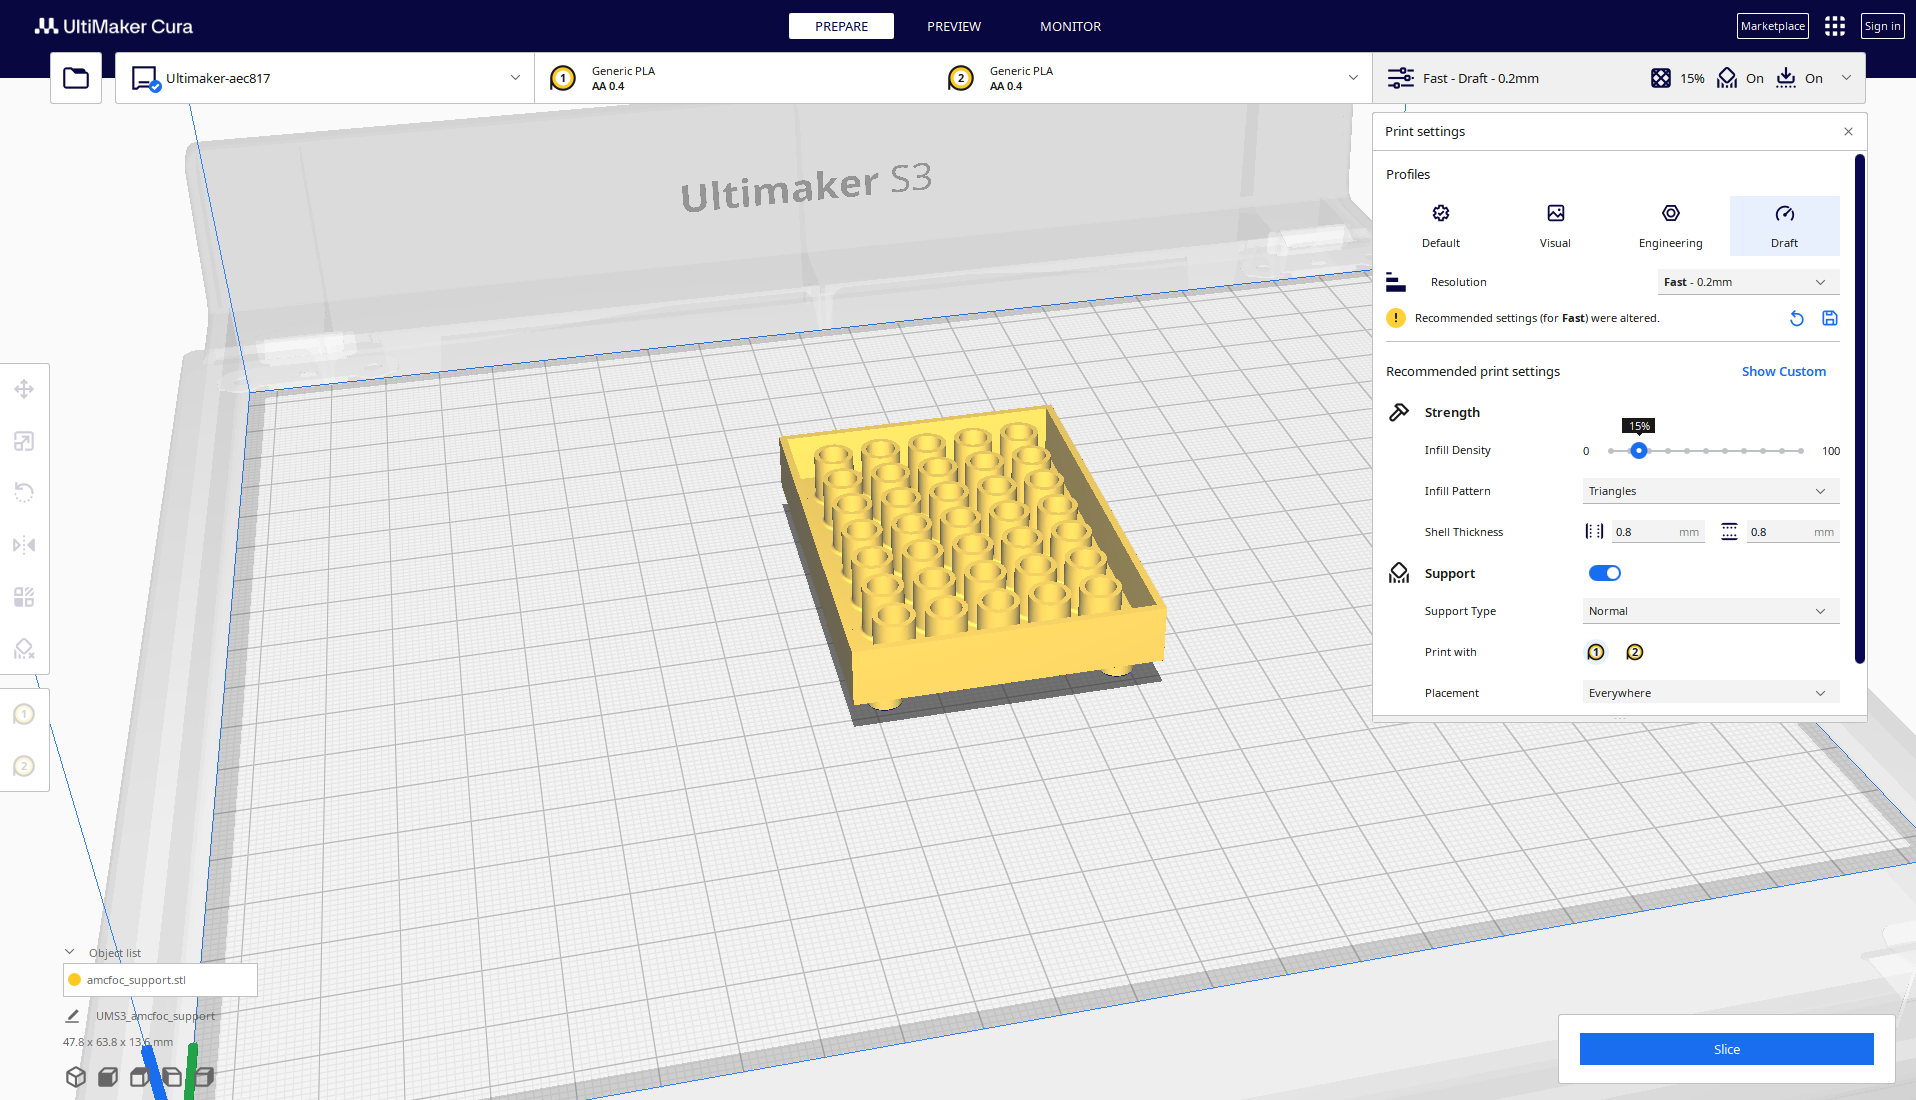 UltiMaker Cura
PREPARE
PREVIEW
MONITOR
Marketplace
Sign in
Ultimaker-aec817
1
Generic PLA
AA 0.4
2
Generic PLA
AA 0.4
Fast - Draft - 0.2mm
15%
On
On
Ultimaker S3
Print settings
Profiles
Default
Visual
Engineering
Draft
Resolution
Fast - 0.2mm
Recommended settings (for Fast) were altered.
Recommended print settings
Show Custom
Strength
15%
Infill Density
0
100
Infill Pattern
Triangles
Shell Thickness
0.8 mm
0.8 mm
Support
Support Type
Normal
Print with
1
2
Placement
Everywhere
1
2
Object list
amcfoc_support.stl
UMS3_amcfoc_support
47.8 x 63.8 x 13.6 mm
Slice